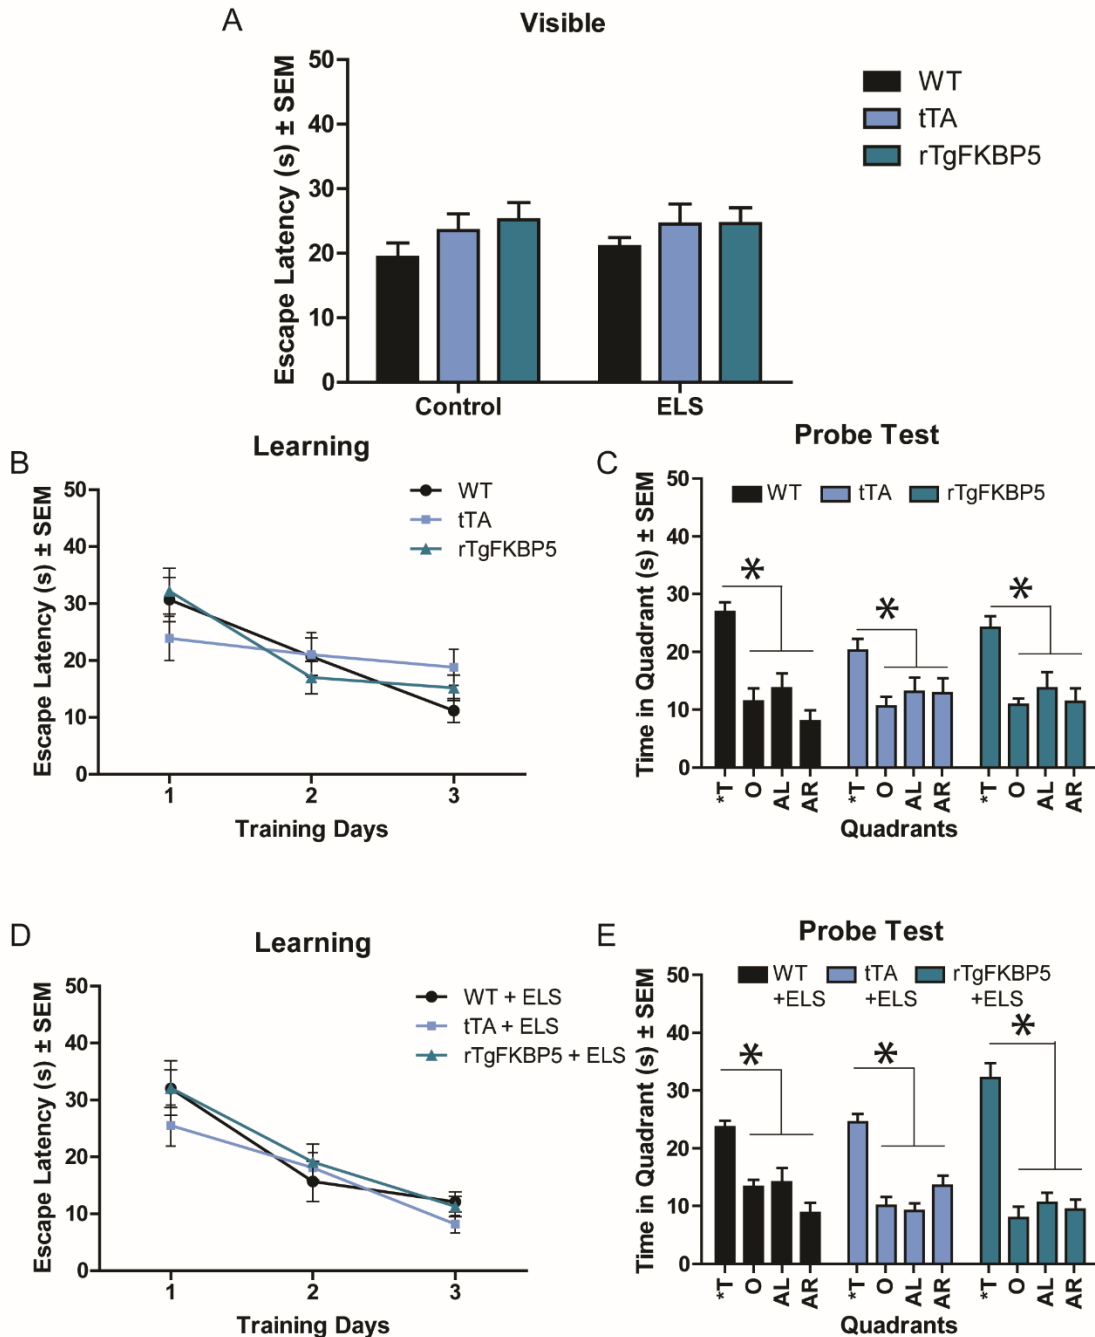 A
Visible
Escape Latency (s) ± SEM
50
40
30
20
10
0
Control
ELS
WT
tTA
rTgFKBP5
B
Learning
Escape Latency (s) ± SEM
50
40
30
20
10
0
1
2
3
Training Days
WT
tTA
rTgFKBP5
C
Probe Test
Time in Quadrant (s) ± SEM
50
40
30
20
10
0
WT tTA rTgFKBP5
* * *
*T O AL AR *T O AL AR *T O AL AR
Quadrants
D
Learning
Escape Latency (s) ± SEM
50
40
30
20
10
0
1
2
3
Training Days
WT + ELS
tTA + ELS
rTgFKBP5 + ELS
E
Probe Test
Time in Quadrant (s) ± SEM
50
40
30
20
10
0
WT tTA rTgFKBP5
+ELS +ELS +ELS
* * *
*T O AL AR *T O AL AR *T O AL AR
Quadrants